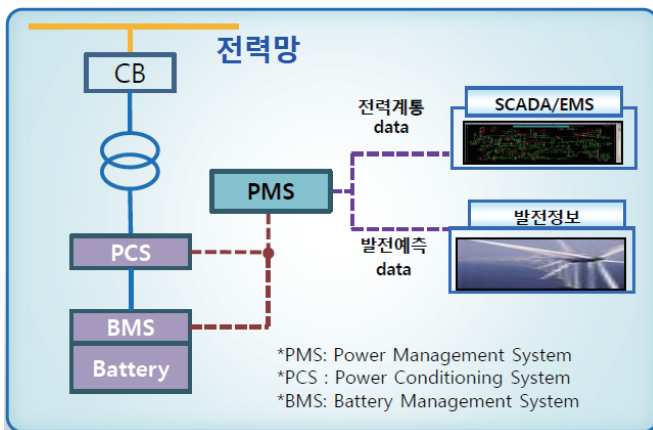 전력망
CB
전력계통
data
SCADA/EMS
PMS
발전정보
발전예측
data
PCS
BMS
Battery
*PMS: Power Management System
*PCS : Power Conditioning System
*BMS: Battery Management System